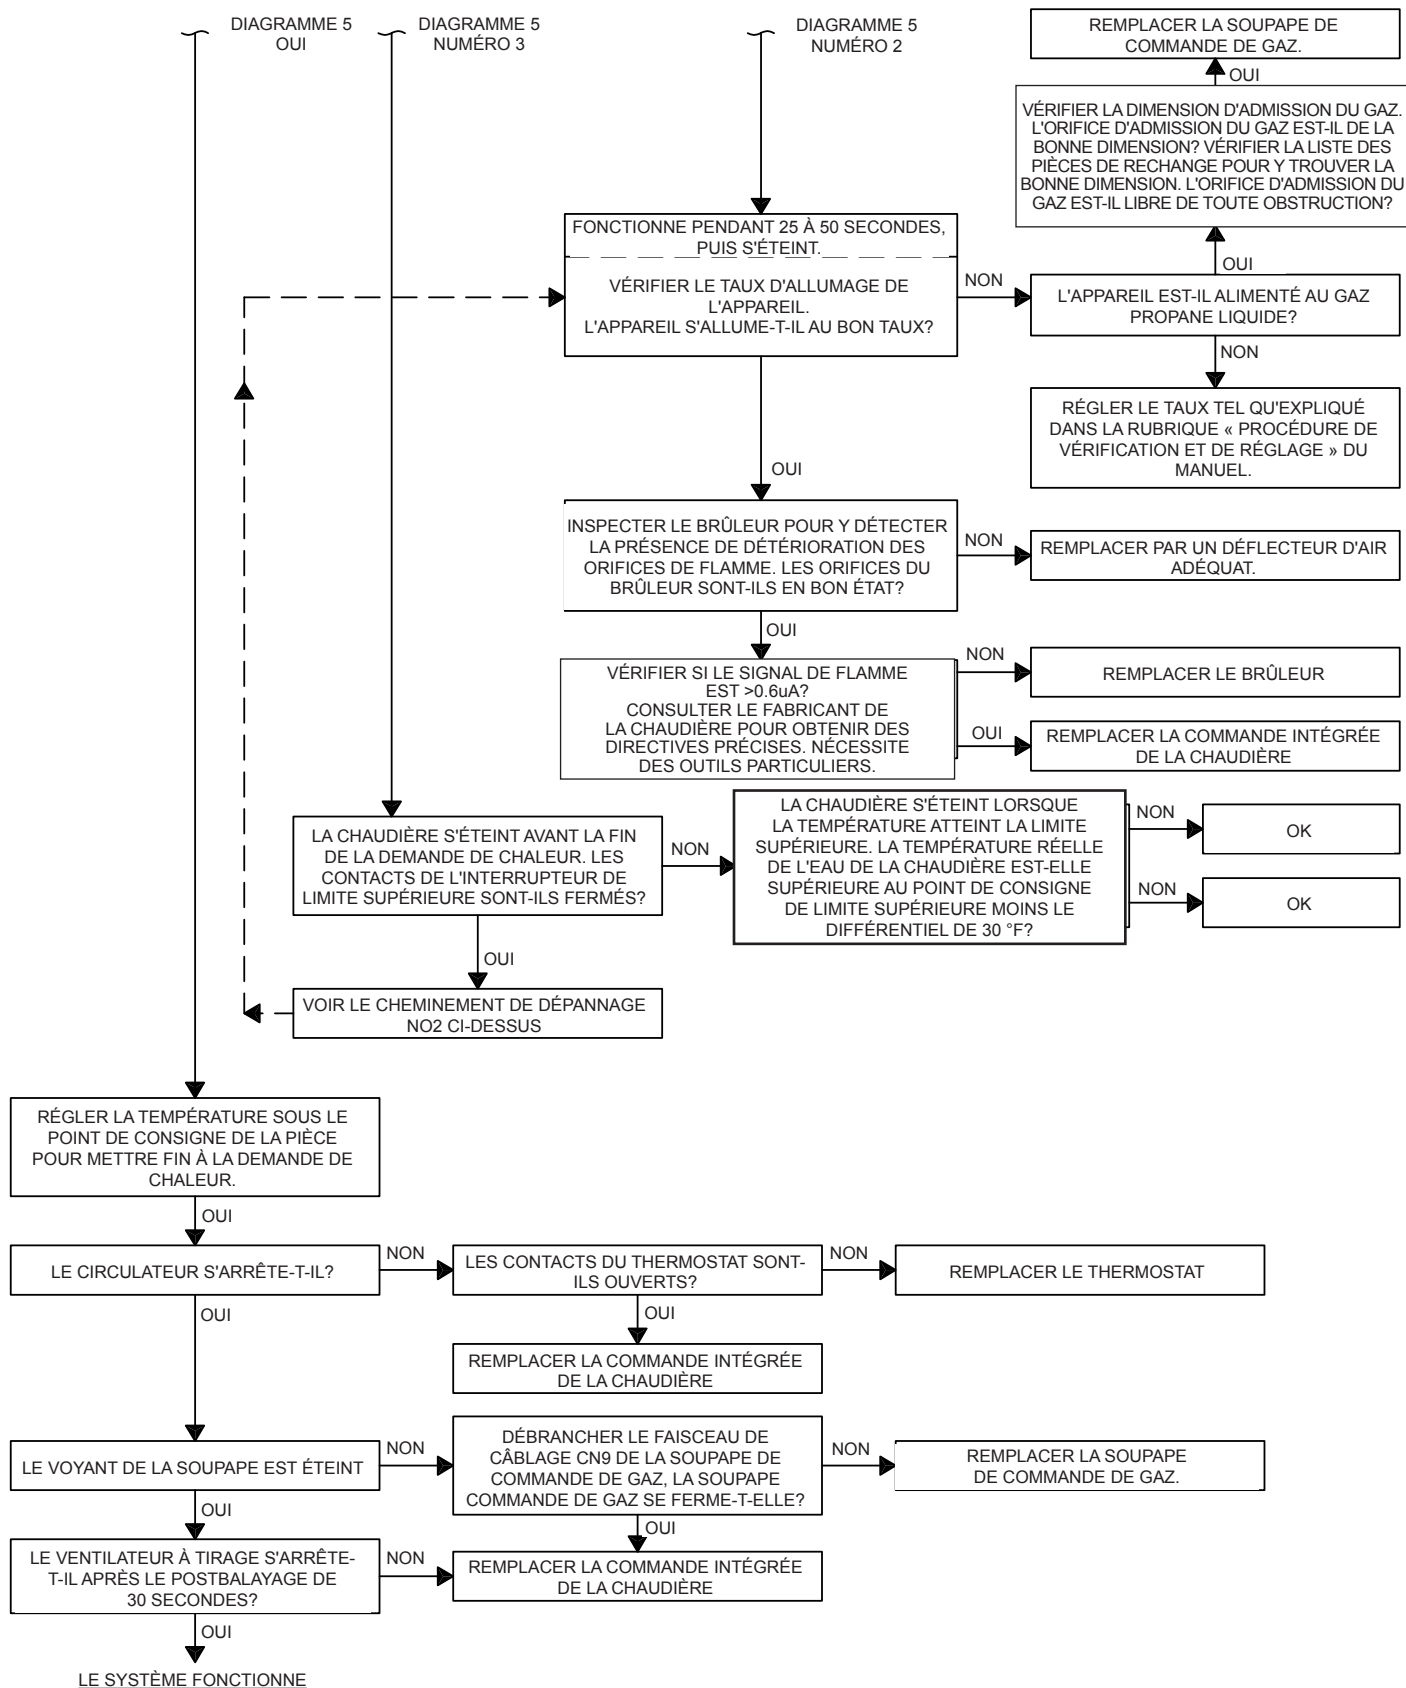 DIAGRAMME 5
OUI
DIAGRAMME 5
NUMÉRO 3
DIAGRAMME 5
NUMÉRO 2
REMPLACER LA SOUPAPE DE
COMMANDE DE GAZ.
OUI
VÉRIFIER LA DIMENSION D'ADMISSION DU GAZ.
L'ORIFICE D'ADMISSION DU GAZ EST-IL DE LA
BONNE DIMENSION? VÉRIFIER LA LISTE DES
PIÈCES DE RECHANGE POUR Y TROUVER LA
BONNE DIMENSION. L'ORIFICE D'ADMISSION DU
GAZ EST-IL LIBRE DE TOUTE OBSTRUCTION?
OUI
FONCTIONNE PENDANT 25 À 50 SECONDES,
PUIS S'ÉTEINT.
VÉRIFIER LE TAUX D'ALLUMAGE DE
L'APPAREIL.
L'APPAREIL S'ALLUME-T-IL AU BON TAUX?
NON
L'APPAREIL EST-IL ALIMENTÉ AU GAZ
PROPANE LIQUIDE?
NON
RÉGLER LE TAUX TEL QU'EXPLIQUÉ
DANS LA RUBRIQUE « PROCÉDURE DE
VÉRIFICATION ET DE RÉGLAGE » DU
MANUEL.
OUI
INSPECTER LE BRÛLEUR POUR Y DÉTECTER
LA PRÉSENCE DE DÉTÉRIORATION DES
ORIFICES DE FLAMME. LES ORIFICES DU
BRÛLEUR SONT-ILS EN BON ÉTAT?
NON
REMPLACER PAR UN DÉFLECTEUR D'AIR
ADÉQUAT.
OUI
VÉRIFIER SI LE SIGNAL DE FLAMME
EST >0.6uA?
CONSULTER LE FABRICANT DE
LA CHAUDIÈRE POUR OBTENIR DES
DIRECTIVES PRÉCISES. NÉCESSITE
DES OUTILS PARTICULIERS.
NON
REMPLACER LE BRÛLEUR
OUI
REMPLACER LA COMMANDE INTÉGRÉE
DE LA CHAUDIÈRE
LA CHAUDIÈRE S'ÉTEINT AVANT LA FIN
DE LA DEMANDE DE CHALEUR. LES
CONTACTS DE L'INTERRUPTEUR DE
LIMITE SUPÉRIEURE SONT-ILS FERMÉS?
NON
LA CHAUDIÈRE S'ÉTEINT LORSQUE
LA TEMPÉRATURE ATTEINT LA LIMITE
SUPÉRIEURE. LA TEMPÉRATURE RÉELLE
DE L'EAU DE LA CHAUDIÈRE EST-ELLE
SUPÉRIEURE AU POINT DE CONSIGNE
DE LIMITE SUPÉRIEURE MOINS LE
DIFFÉRENTIEL DE 30 °F?
NON
OK
NON
OK
OUI
VOIR LE CHEMINEMENT DE DÉPANNAGE
NO2 CI-DESSUS
RÉGLER LA TEMPÉRATURE SOUS LE
POINT DE CONSIGNE DE LA PIÈCE
POUR METTRE FIN À LA DEMANDE DE
CHALEUR.
OUI
LE CIRCULATEUR S'ARRÊTE-T-IL?
NON
LES CONTACTS DU THERMOSTAT SONT-
ILS OUVERTS?
NON
REMPLACER LE THERMOSTAT
OUI
OUI
REMPLACER LA COMMANDE INTÉGRÉE
DE LA CHAUDIÈRE
LE VOYANT DE LA SOUPAPE EST ÉTEINT
NON
DÉBRANCHER LE FAISCEAU DE
CÂBLAGE CN9 DE LA SOUPAPE DE
COMMANDE DE GAZ, LA SOUPAPE
COMMANDE DE GAZ SE FERME-T-ELLE?
NON
REMPLACER LA SOUPAPE
DE COMMANDE DE GAZ.
OUI
OUI
LE VENTILATEUR À TIRAGE S'ARRÊTE-
T-IL APRÈS LE POSTBALAYAGE DE
30 SECONDES?
NON
REMPLACER LA COMMANDE INTÉGRÉE
DE LA CHAUDIÈRE
OUI
LE SYSTÈME FONCTIONNE